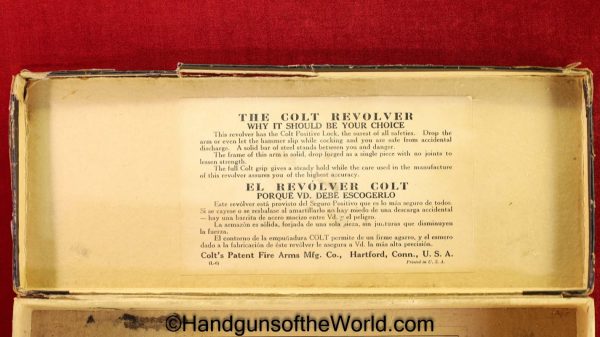 THE COLT REVOLVER
WHY IT SHOULD BE YOUR CHOICE
This revolver has the Colt Positive Lock, the surest of all safeties. Drop the
arm or even let the hammer slip while cocking and you are safe from accidental
discharge. A solid bar of steel stands between you and danger.
The frame of this arm is solid, drop forged as a single piece with no joints to
lessen strength.
The full Colt grip gives a steady hold while the care used in the manufacture
of this revolver assures you of the highest accuracy.
EL REVÓLVER COLT
PORQUÉ VD. DEBE ESCOGERLO
Este revólver está provisto del Seguro Positivo que es lo más seguro de todos.
Si se cayese o se resbalase al amartillarlo no hay miedo de una descarga accidental
— hay una barrita de acero macizo entre Vd. y el peligro.
La armazón es sólida, forjada de una sola pieza, sin junturas que disminuyen
la fuerza.
El contorno de la empuñadura COLT permite de un firme agarro, y el esmero
dado a la fabricación de éste revólver le asegura a Vd. la más alta precisión.
Colt's Patent Fire Arms Mfg. Co., Hartford, Conn., U. S. A.
Printed in U. S. A.
©HandgunsoftheWorld.com